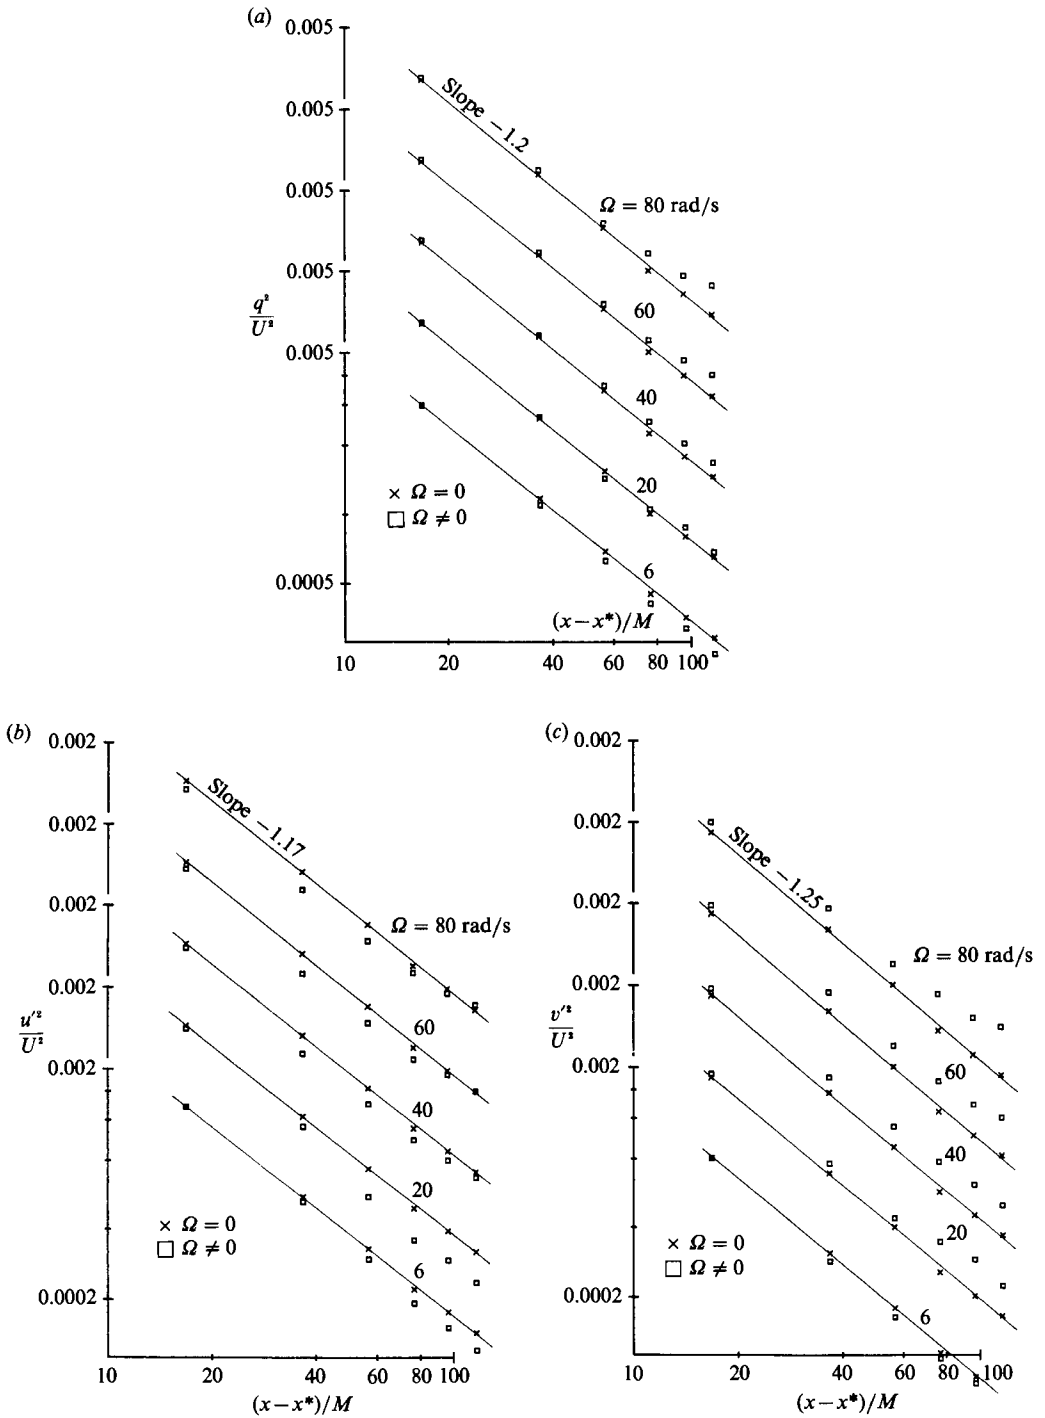 (a)
0.005
0.005
0.005
0.005
0.005
0.0005
q²
U²
Slope −1.2
Ω = 80 rad/s
60
40
20
6
× Ω = 0
□ Ω ≠ 0
(x−x*)/M
10 20 40 60 80 100
(b)
0.002
0.002
0.002
0.002
0.002
0.0002
u′²
U²
Slope −1.17
Ω = 80 rad/s
60
40
20
6
× Ω = 0
□ Ω ≠ 0
10 20 40 60 80 100
(x−x*)/M
(c)
0.002
0.002
0.002
0.002
0.002
0.0002
v′²
U²
Slope −1.25
Ω = 80 rad/s
60
40
20
6
× Ω = 0
□ Ω ≠ 0
10 20 40 60 80 100
(x−x*)/M